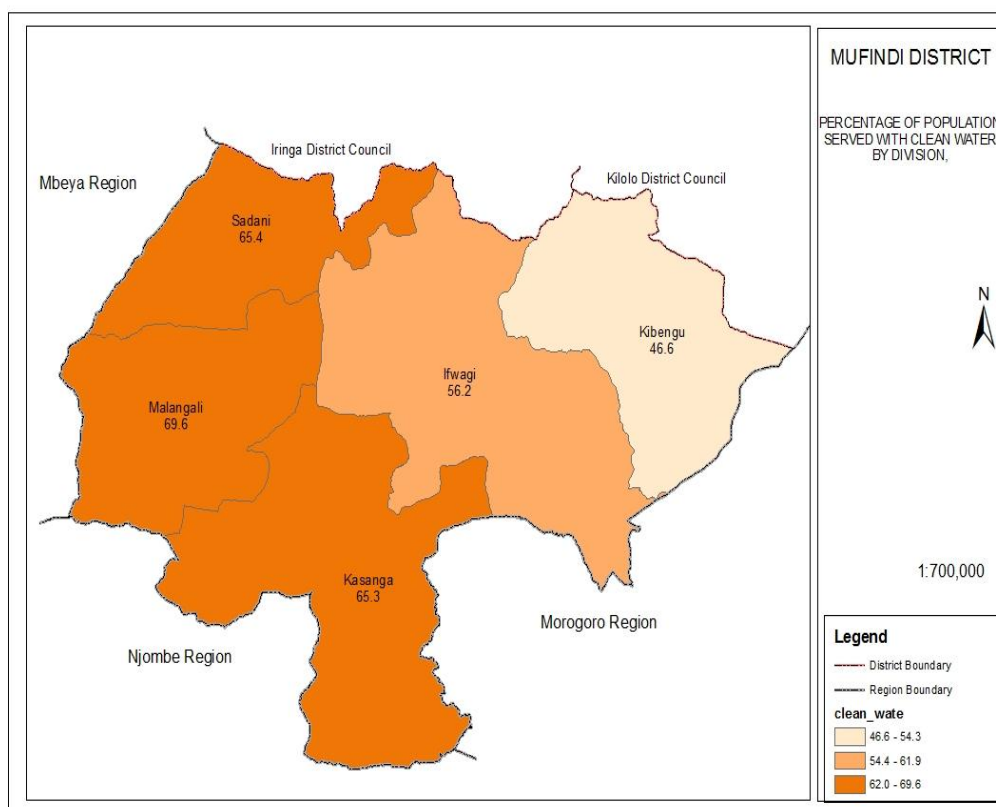 MUFINDI DISTRICT
PERCENTAGE OF POPULATION
SERVED WITH CLEAN WATER
BY DIVISION,
Iringa District Council
Mbeya Region
Kilolo District Council
Sadani
65.4
Kibengu
46.6
Ifwagi
56.2
Malangali
69.6
Kasanga
65.3
Morogoro Region
Njombe Region
N
1:700,000
Legend
District Boundary
Region Boundary
clean_wate
46.6 - 54.3
54.4 - 61.9
62.0 - 69.6